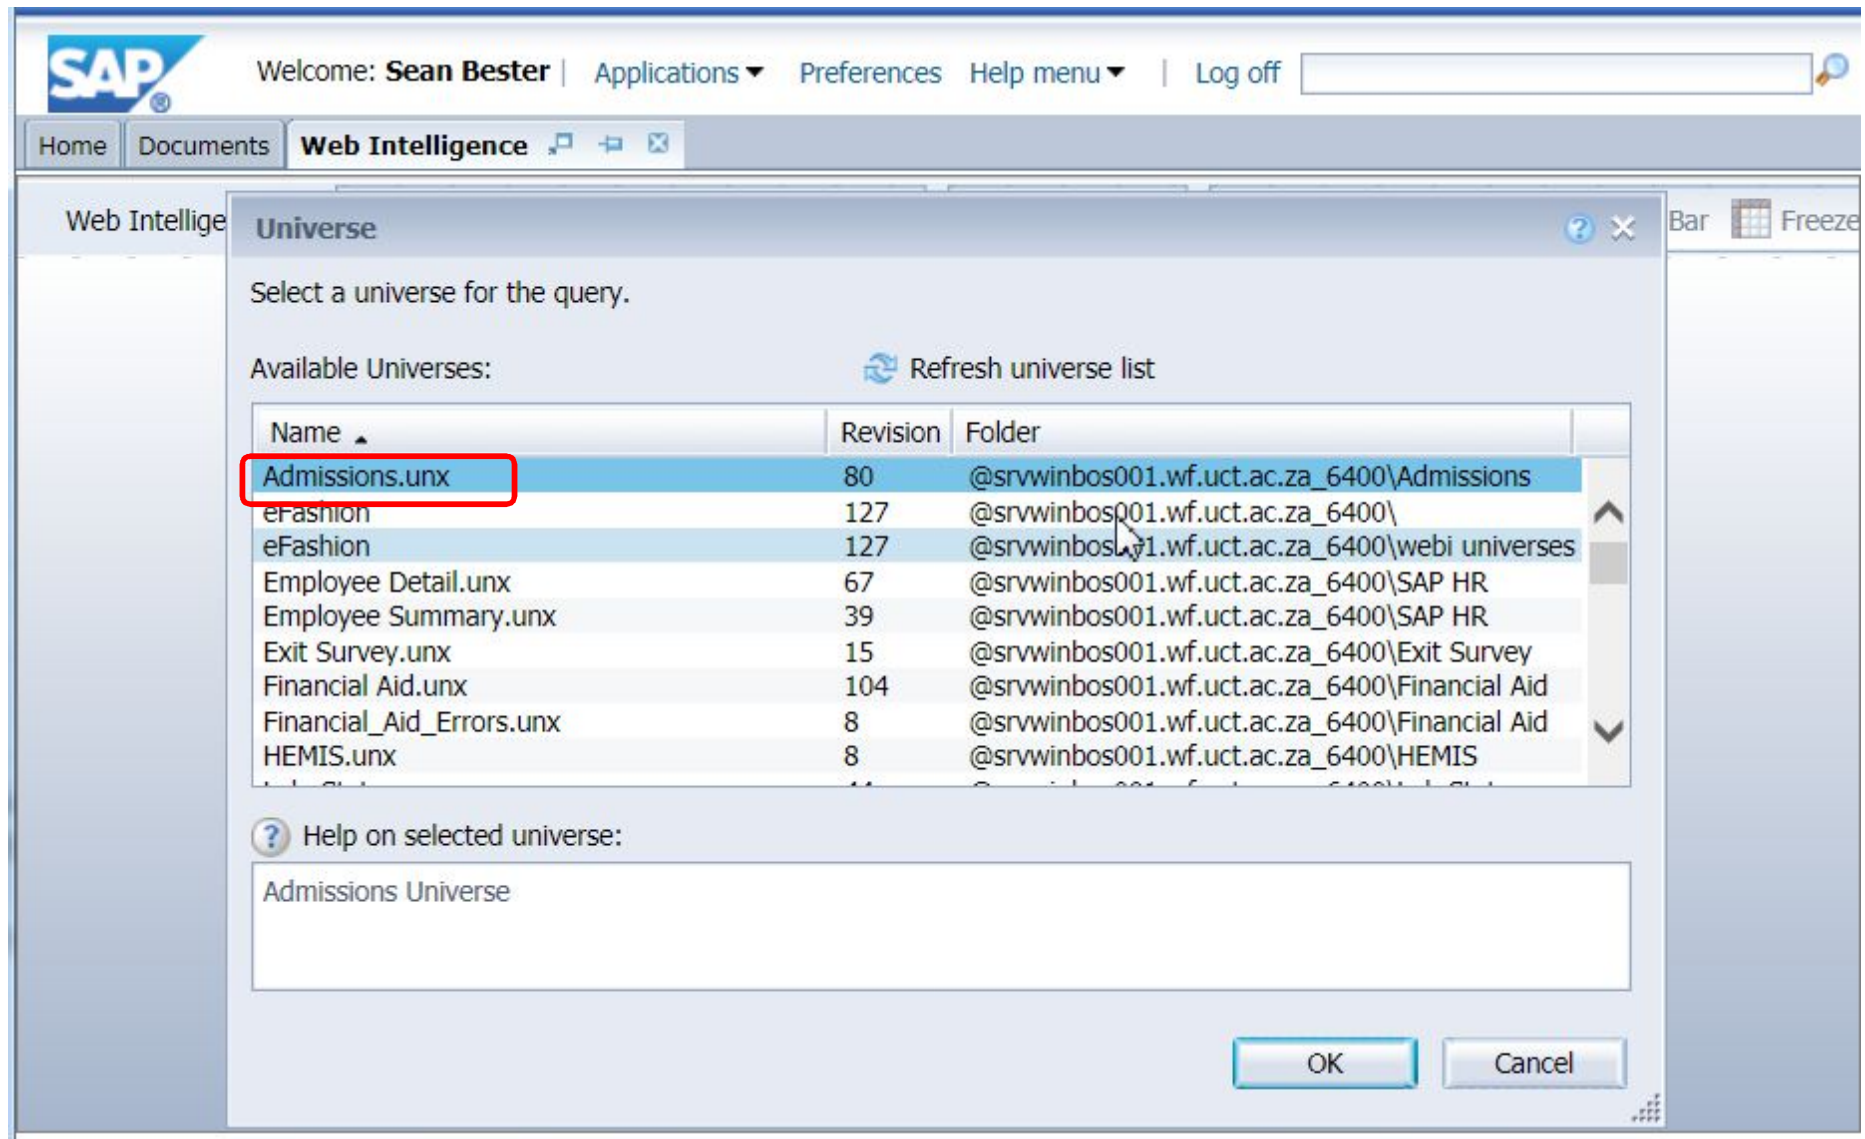 SAP®
Welcome: Sean Bester | Applications Preferences Help menu | Log off
Home Documents Web Intelligence
Web Intellige Bar Freeze
Universe
Select a universe for the query.
Available Universes: Refresh universe list
Name Revision Folder
Admissions.unx 80 @srvwinbos001.wf.uct.ac.za_6400\Admissions
eFashion 127 @srvwinbos001.wf.uct.ac.za_6400\
eFashion 127 @srvwinbos001.wf.uct.ac.za_6400\webi universes
Employee Detail.unx 67 @srvwinbos001.wf.uct.ac.za_6400\SAP HR
Employee Summary.unx 39 @srvwinbos001.wf.uct.ac.za_6400\SAP HR
Exit Survey.unx 15 @srvwinbos001.wf.uct.ac.za_6400\Exit Survey
Financial Aid.unx 104 @srvwinbos001.wf.uct.ac.za_6400\Financial Aid
Financial_Aid_Errors.unx 8 @srvwinbos001.wf.uct.ac.za_6400\Financial Aid
HEMIS.unx 8 @srvwinbos001.wf.uct.ac.za_6400\HEMIS
Help on selected universe:
Admissions Universe
OK Cancel